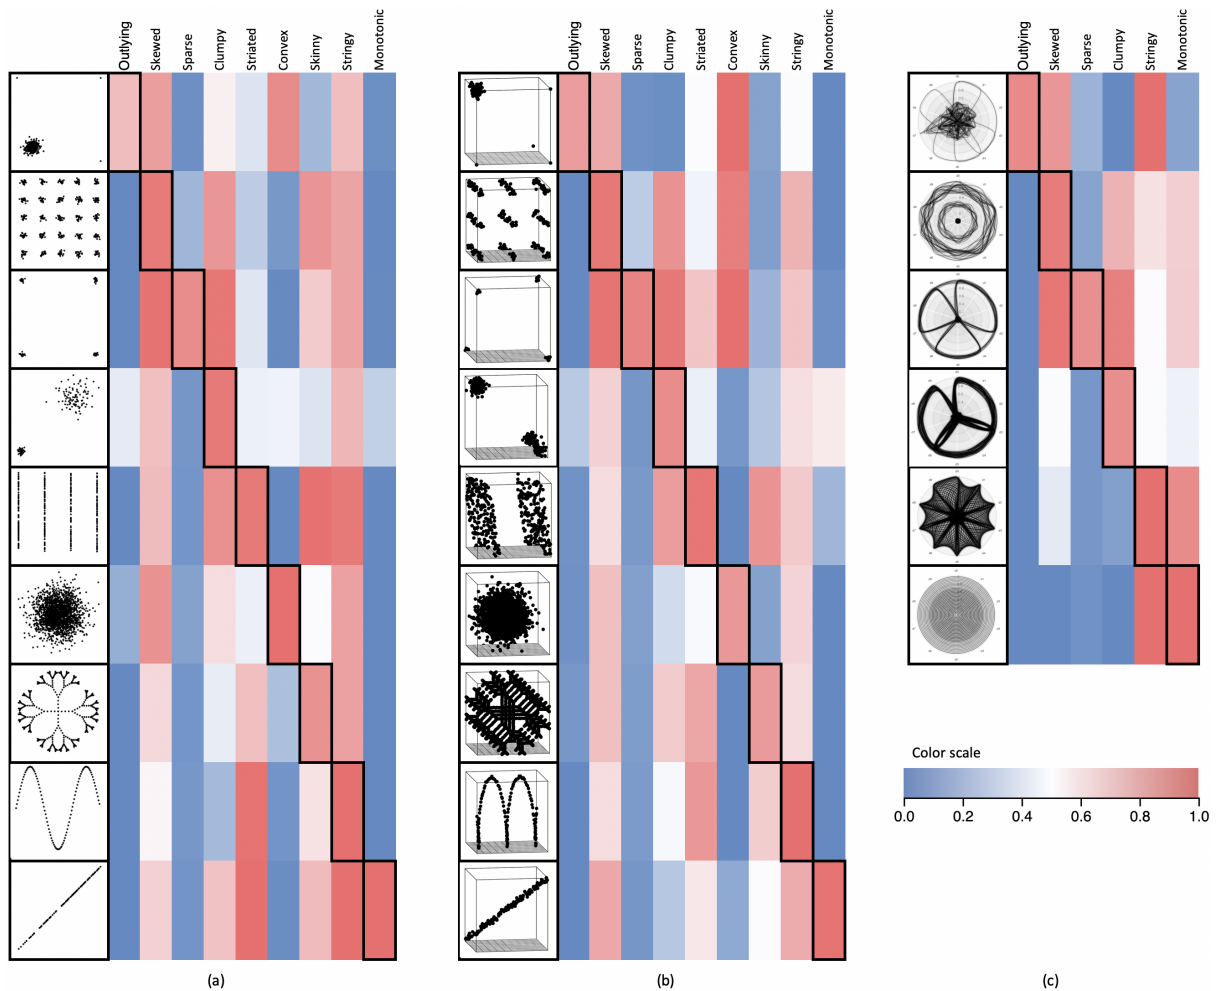 Outlying Skewed Sparse Clumpy Striated Convex Skinny Stringy Monotonic
Outlying Skewed Sparse Clumpy Striated Convex Skinny Stringy Monotonic
Outlying Skewed Sparse Clumpy Stringy Monotonic
Color scale
0.0 0.2 0.4 0.6 0.8 1.0
(a) (b) (c)